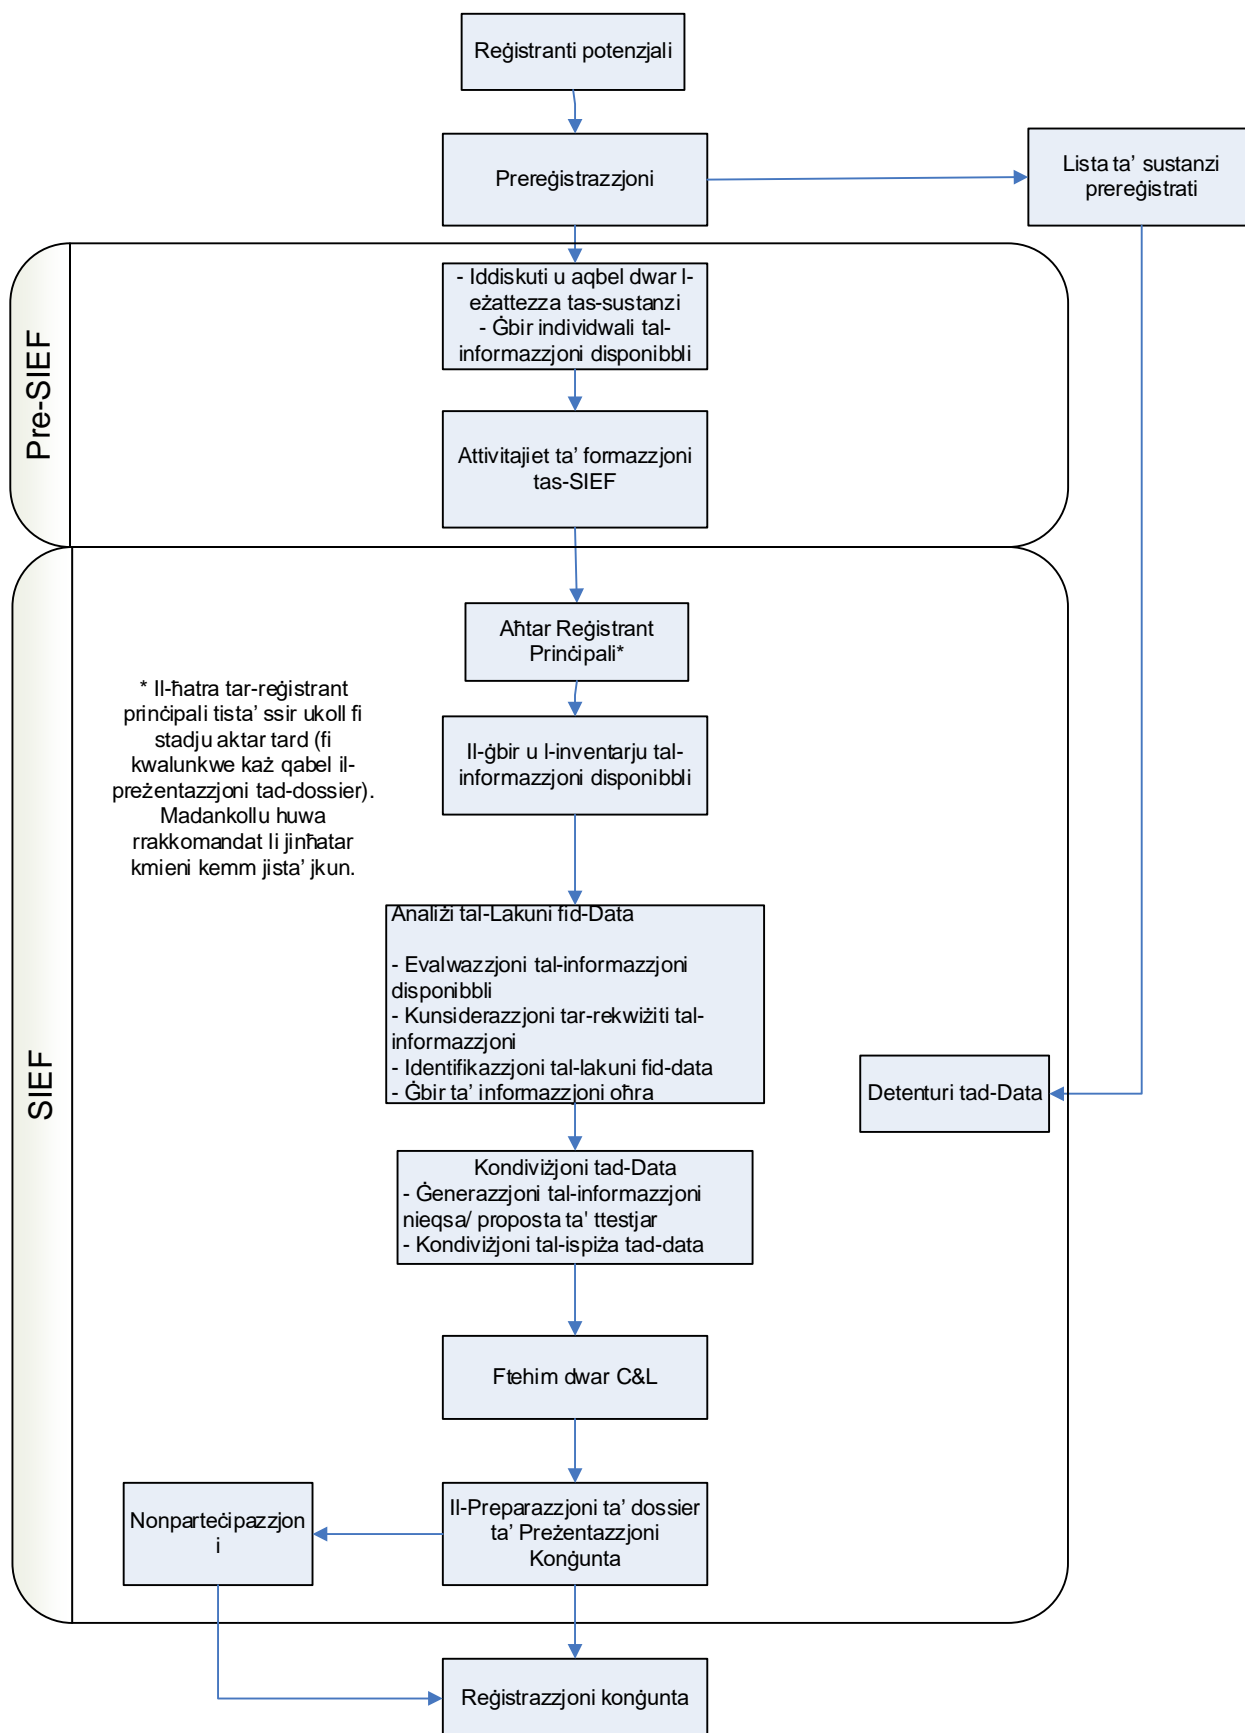 Reġistranti potenzjali
Prereġistrazzjoni
Lista ta’ sustanzi
prereġistrati
Pre-SIEF
- Iddiskuti u aqbel dwar l-
eżattezza tas-sustanzi
- Ġbir individwali tal-
informazzjoni disponibbli
Attivitajiet ta’ formazzjoni
tas-SIEF
SIEF
Aħtar Reġistrant
Prinċipali*
* Il-ħatra tar-reġistrant
prinċipali tista’ ssir ukoll fi
stadju aktar tard (fi
kwalunkwe każ qabel il-
preżentazzjoni tad-dossier).
Madankollu huwa
rrakkomandat li jinħatar
kmieni kemm jista’ jkun.
Il-ġbir u l-inventarju tal-
informazzjoni disponibbli
Analiżi tal-Lakuni fid-Data
- Evalwazzjoni tal-informazzjoni
disponibbli
- Kunsiderazzjoni tar-rekwiżiti tal-
informazzjoni
- Identifikazzjoni tal-lakuni fid-data
- Ġbir ta’ informazzjoni oħra
Detenturi tad-Data
Kondiviżjoni tad-Data
- Ġenerazzjoni tal-informazzjoni
nieqsa/ proposta ta’ ttestjar
- Kondiviżjoni tal-ispiża tad-data
Ftehim dwar C&L
Nonparteċipazzjon
i
Il-Preparazzjoni ta’ dossier
ta’ Preżentazzjoni
Konġunta
Reġistrazzjoni konġunta